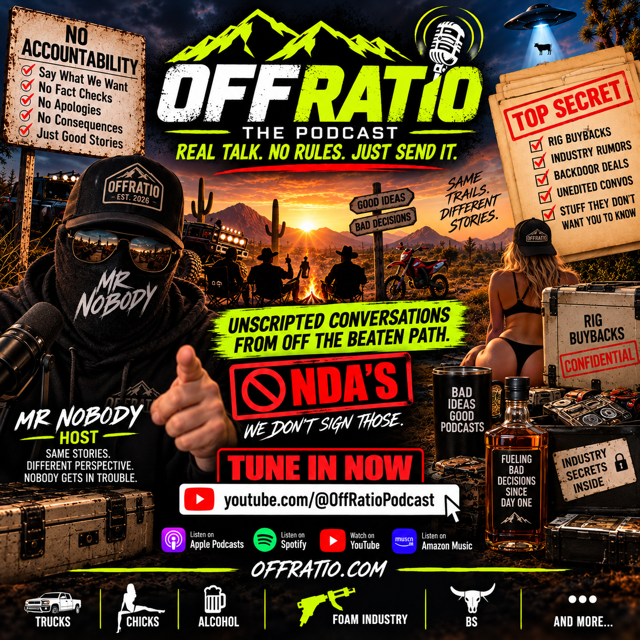 NO
ACCOUNTABILITY
Say What We Want
No Fact Checks
No Apologies
No Consequences
Just Good Stories
OFFRATIO
THE PODCAST
REAL TALK. NO RULES. JUST SEND IT.
TOP SECRET
RIG BUYBACKS
INDUSTRY RUMORS
BACKDOOR DEALS
UNEDITED CONVOS
STUFF THEY DON'T
WANT YOU TO KNOW
OFFRATIO
EST. 2026
MR
NOBODY
GOOD IDEAS
BAD DECISIONS
SAME
TRAILS.
DIFFERENT
STORIES.
OFFRATIO
UNSCRIPTED CONVERSATIONS
FROM OFF THE BEATEN PATH.
RIG
BUYBACKS
CONFIDENTIAL
NDA'S
WE DON'T SIGN THOSE.
BAD
IDEAS
GOOD
PODCASTS
MR NOBODY
HOST
SAME STORIES.
DIFFERENT PERSPECTIVE.
NOBODY GETS IN TROUBLE.
FUELING
BAD
DECISIONS
SINCE
DAY ONE
INDUSTRY
SECRETS
INSIDE
TUNE IN NOW
youtube.com/@OffRatioPodcast
Listen on
Apple Podcasts
Listen on
Spotify
Watch on
YouTube
Listen on
Amazon Music
OFFRATIO.COM
TRUCKS
CHICKS
ALCOHOL
FOAM INDUSTRY
BS
AND MORE...